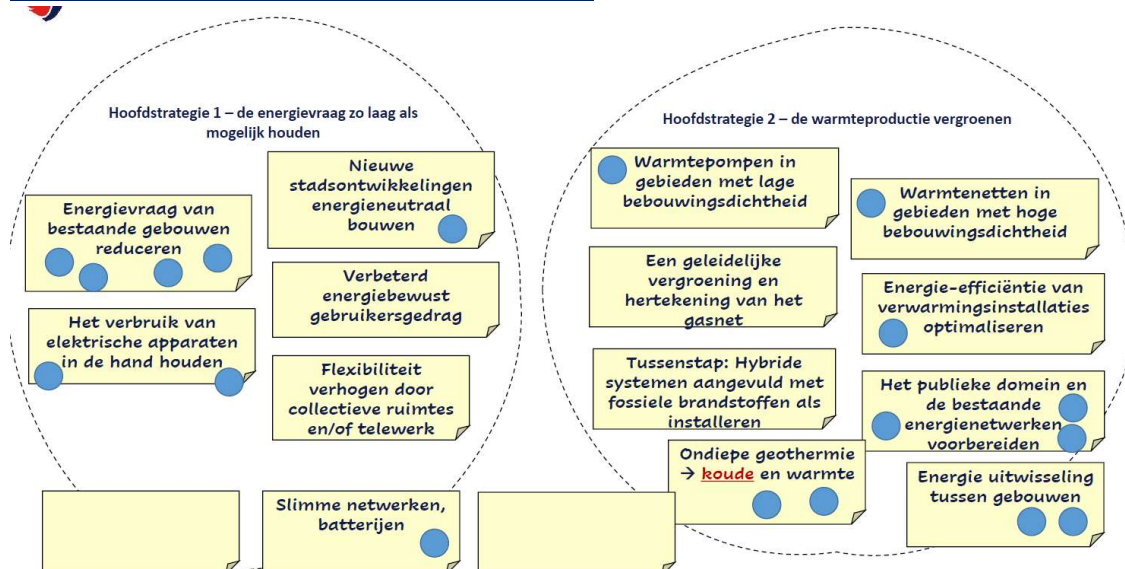 Hoofdstrategie 1 – de energievraag zo laag als
mogelijk houden
Nieuwe
stadsontwikkelingen
energieneutraal
bouwen
Energievraag van
bestaande gebouwen
reduceren
Verbeterd
energiebewust
gebruikersgedrag
Het verbruik van
elektrische apparaten
in de hand houden
Flexibiliteit
verhogen door
collectieve ruimtes
en/of telewerk
Slimme netwerken,
batterijen
Hoofdstrategie 2 – de warmteproductie vergroenen
Warmtepompen in
gebieden met lage
bebouwingsdichtheid
Warmtenetten in
gebieden met hoge
bebouwingsdichtheid
Een geleidelijke
vergroening en
hertekening van het
gasnet
Energie-efficiëntie van
verwarmingsinstallaties
optimaliseren
Tussenstap: Hybride
systemen aangevuld met
fossiele brandstoffen als
installeren
Het publieke domein en
de bestaande
energienetwerken
voorbereiden
Ondiepe geothermie
→ koude en warmte
Energie uitwisseling
tussen gebouwen